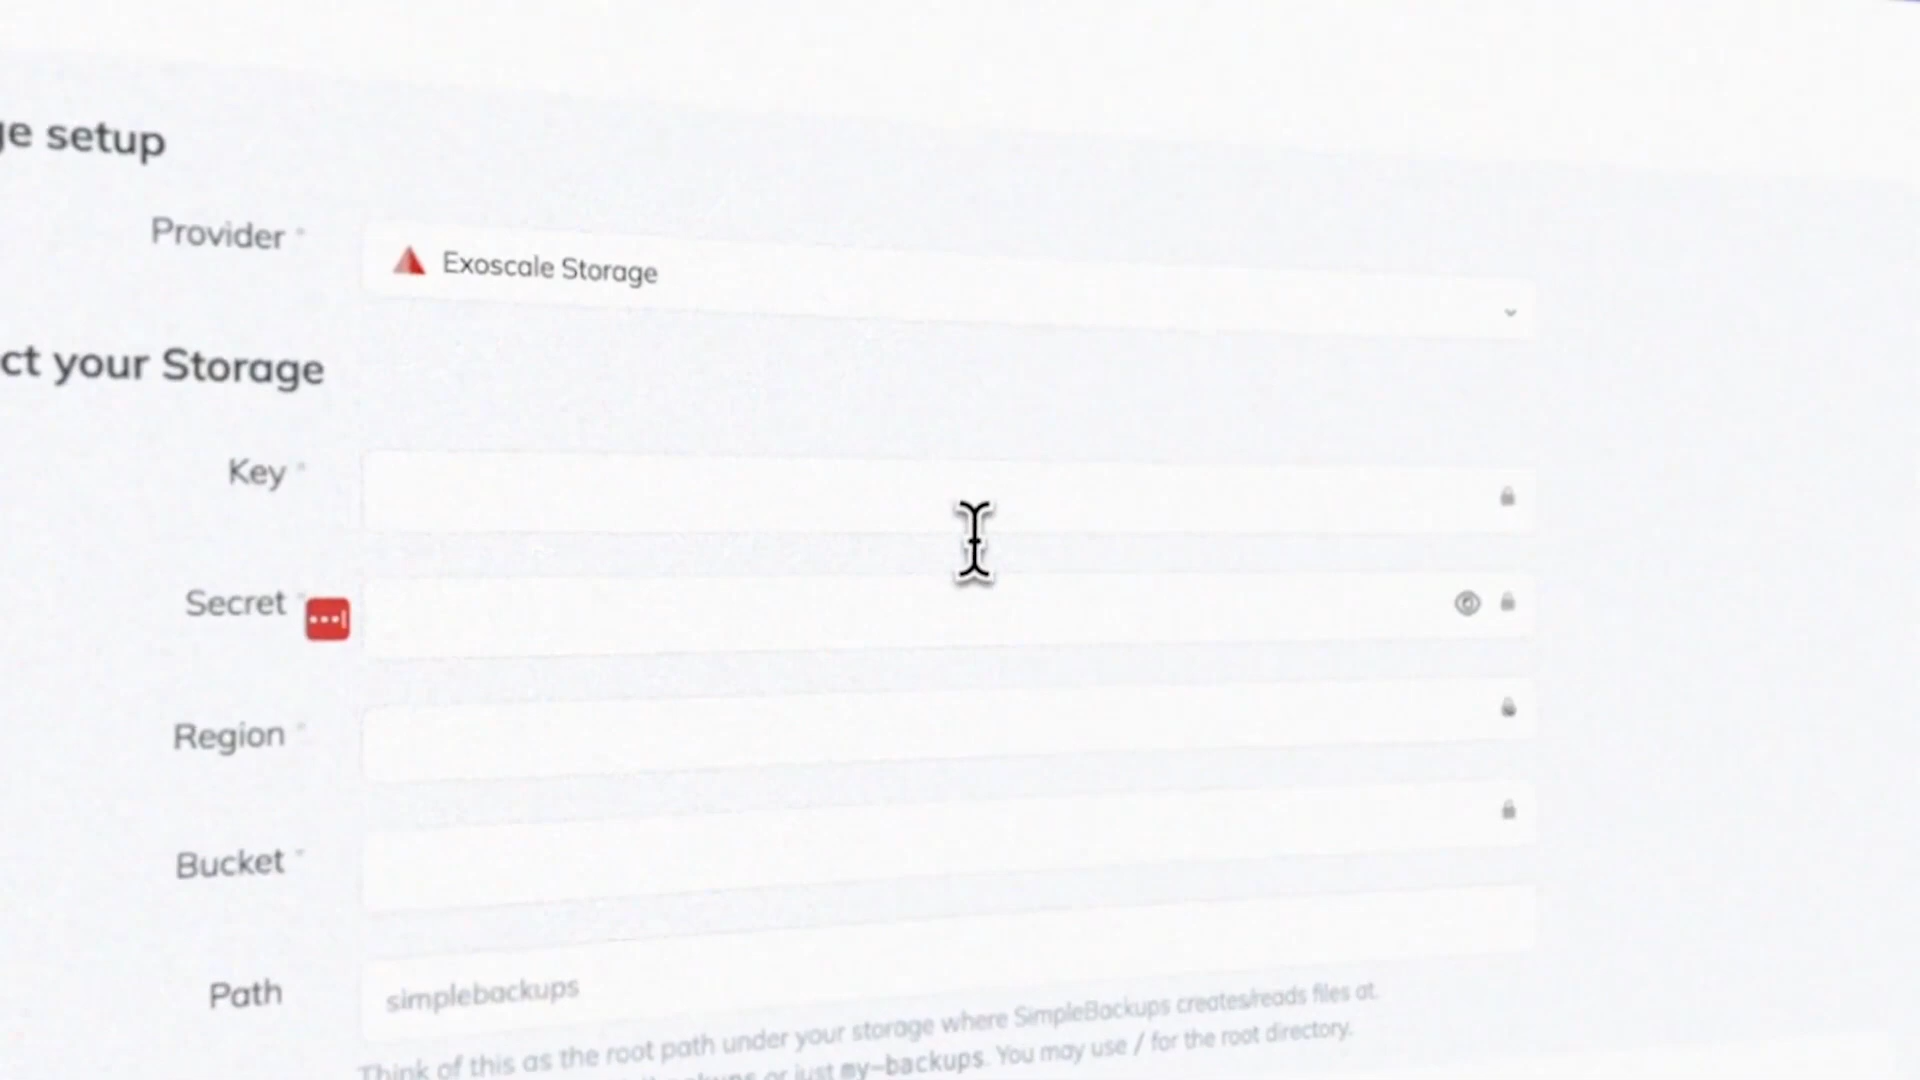 ge setup
Provider *
Exoscale Storage
ct your Storage
Key *
Secret *
Region *
Bucket *
Path
simplebackups
Think of this as the root path under your storage where SimpleBackups creates/reads files at.
or just my-backups. You may use / for the root directory.